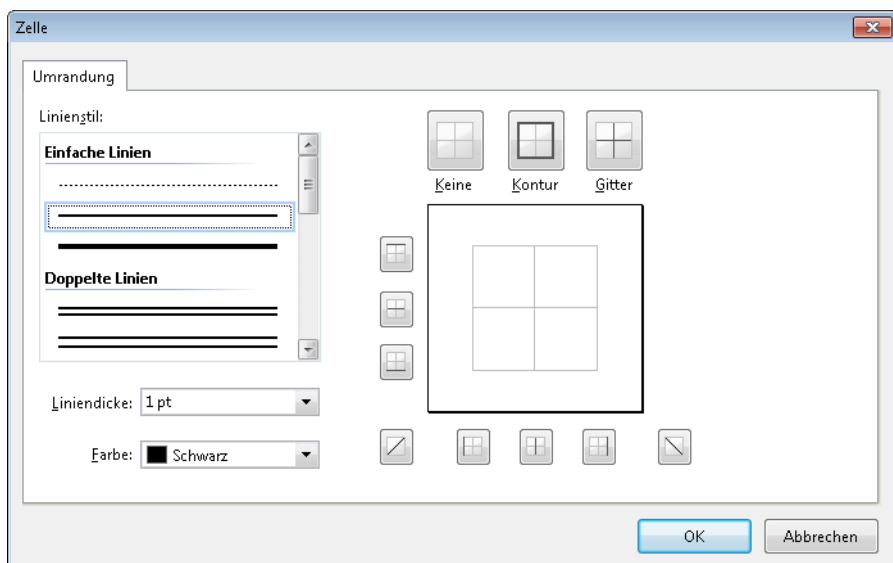 Zelle
Umrandung
Linienstil:
Einfache Linien
Doppelte Linien
Liniendicke: 1 pt
Farbe: Schwarz
Keine Kontur Gitter
OK Abbrechen